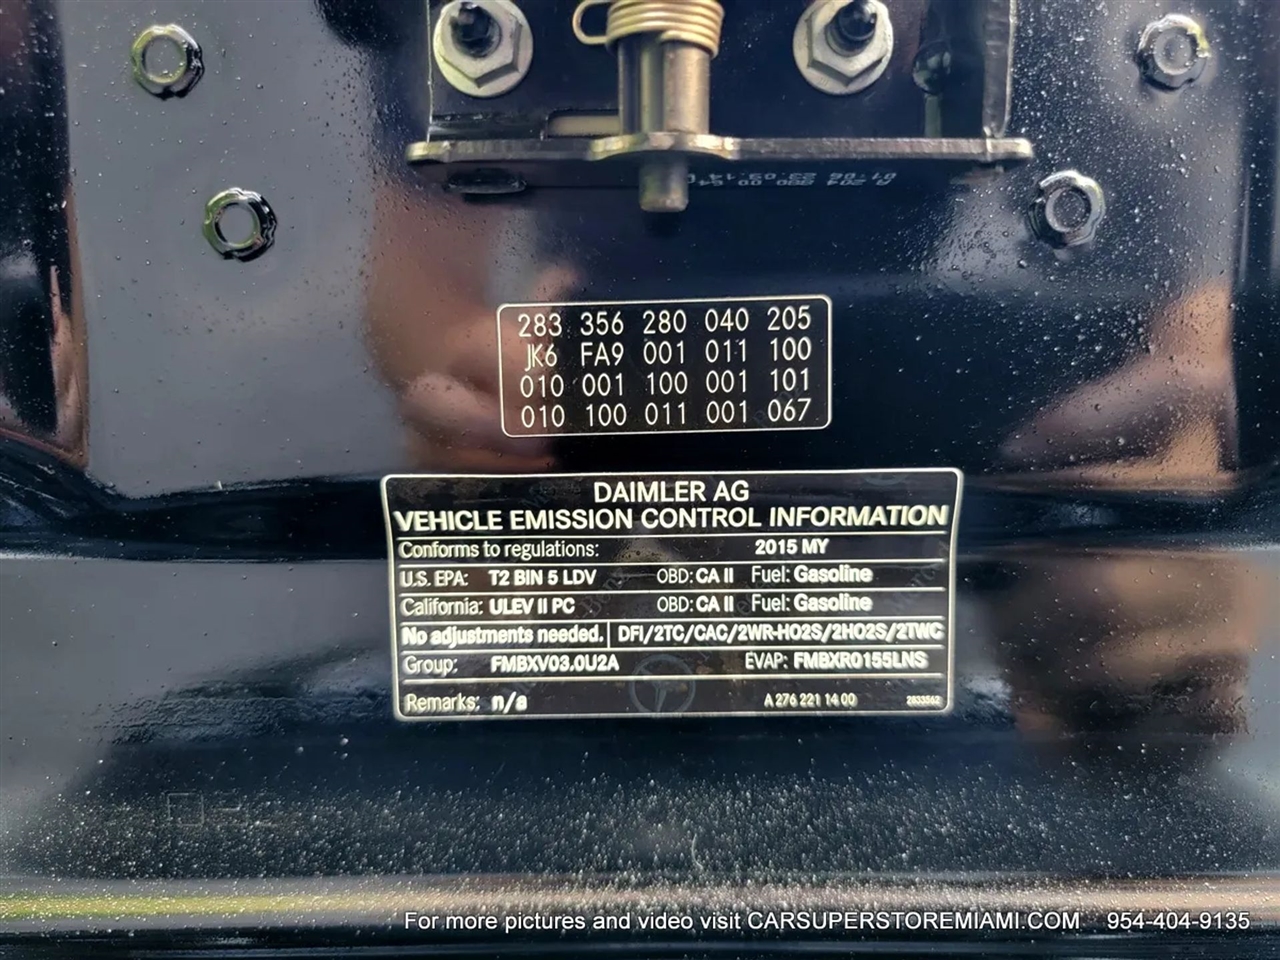 283 356 280 040 205
JK6 FA9 001 011 100
010 001 100 001 101
010 100 011 001 067
DAIMLER AG
VEHICLE EMISSION CONTROL INFORMATION
Conforms to regulations: 2015 MY
U.S. EPA: T2 BIN 5 LDV OBD: CA II Fuel: Gasoline
California: ULEV II PC OBD: CA II Fuel: Gasoline
No adjustments needed. DFI/2TC/CAC/2WR-HO2S/2HO2S/2TWC
Group: FMBXV03.0U2A EVAP: FMBXR0155LNS
Remarks: n/a A 276 221 14 00 2833562
For more pictures and video visit CARSUPERSTOREMIAMI.COM 954-404-9135